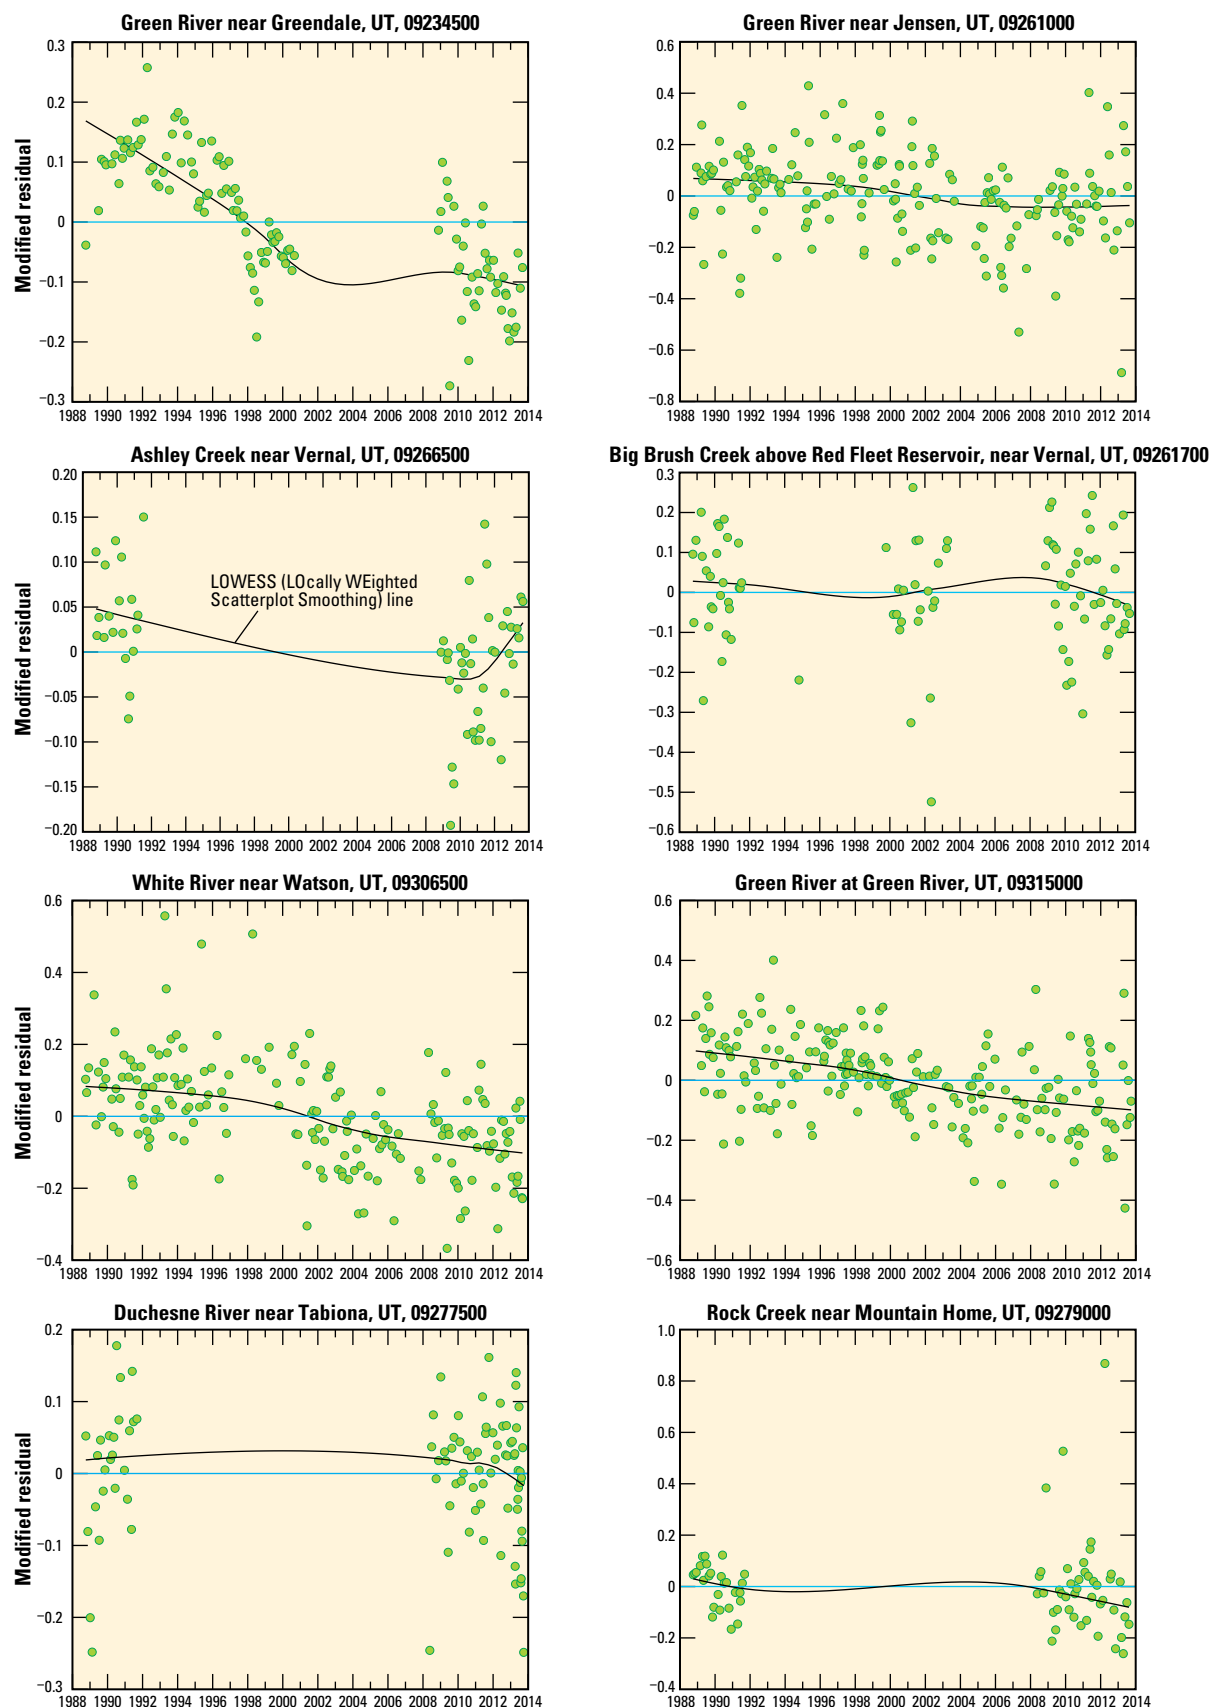 Green River near Greendale, UT, 09234500
0.3
0.2
0.1
0
−0.1
−0.2
−0.3
Modified residual
1988 1990 1992 1994 1996 1998 2000 2002 2004 2006 2008 2010 2012 2014
Green River near Jensen, UT, 09261000
0.6
0.4
0.2
0
−0.2
−0.4
−0.6
−0.8
1988 1990 1992 1994 1996 1998 2000 2002 2004 2006 2008 2010 2012 2014
Ashley Creek near Vernal, UT, 09266500
0.20
0.15
0.10
0.05
0
−0.05
−0.10
−0.15
−0.20
Modified residual
LOWESS (LOcally WEighted
Scatterplot Smoothing) line
1988 1990 1992 1994 1996 1998 2000 2002 2004 2006 2008 2010 2012 2014
Big Brush Creek above Red Fleet Reservoir, near Vernal, UT, 09261700
0.3
0.2
0.1
0
−0.1
−0.2
−0.3
−0.4
−0.5
−0.6
1988 1990 1992 1994 1996 1998 2000 2002 2004 2006 2008 2010 2012 2014
White River near Watson, UT, 09306500
0.6
0.4
0.2
0
−0.2
−0.4
Modified residual
1988 1990 1992 1994 1996 1998 2000 2002 2004 2006 2008 2010 2012 2014
Green River at Green River, UT, 09315000
0.6
0.4
0.2
0
−0.2
−0.4
−0.6
1988 1990 1992 1994 1996 1998 2000 2002 2004 2006 2008 2010 2012 2014
Duchesne River near Tabiona, UT, 09277500
0.2
0.1
0
−0.1
−0.2
−0.3
Modified residual
1988 1990 1992 1994 1996 1998 2000 2002 2004 2006 2008 2010 2012 2014
Rock Creek near Mountain Home, UT, 09279000
1.0
0.8
0.6
0.4
0.2
0
−0.2
−0.4
1988 1990 1992 1994 1996 1998 2000 2002 2004 2006 2008 2010 2012 2014